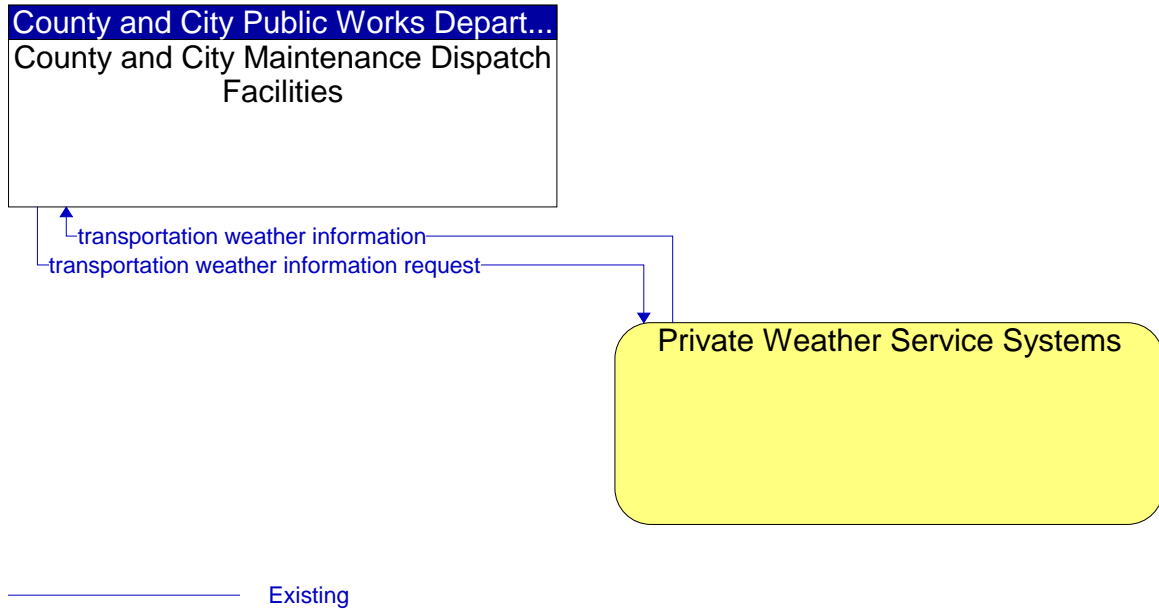 County and City Public Works Depart...
County and City Maintenance Dispatch
Facilities
transportation weather information
transportation weather information request
Private Weather Service Systems
Existing